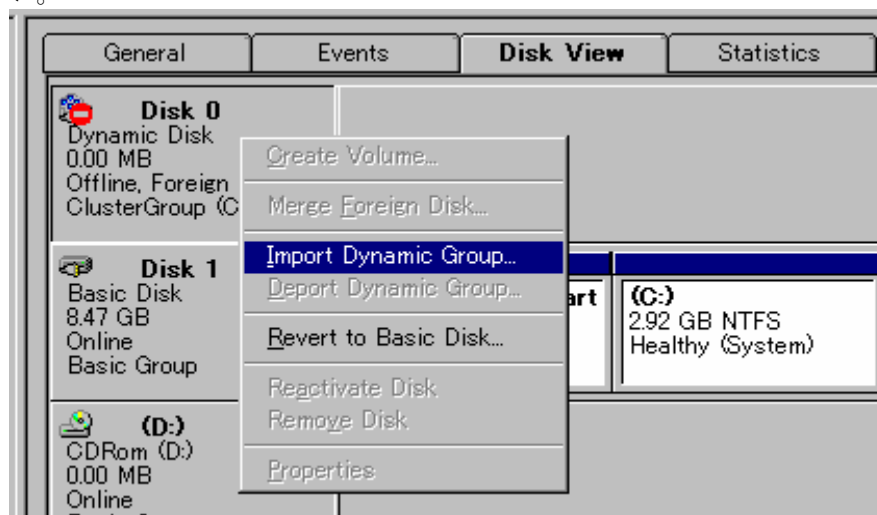 General Events Disk View Statistics
Disk 0
Dynamic Disk
0.00 MB
Offline, Foreign
ClusterGroup (C
Create Volume...
Merge Foreign Disk...
Import Dynamic Group...
Deport Dynamic Group...
Revert to Basic Disk...
Reactivate Disk
Remove Disk
Properties
Disk 1
Basic Disk
8.47 GB
Online
Basic Group
art
(C:)
2.92 GB NTFS
Healthy (System)
(D:)
CDRom (D:)
0.00 MB
Online